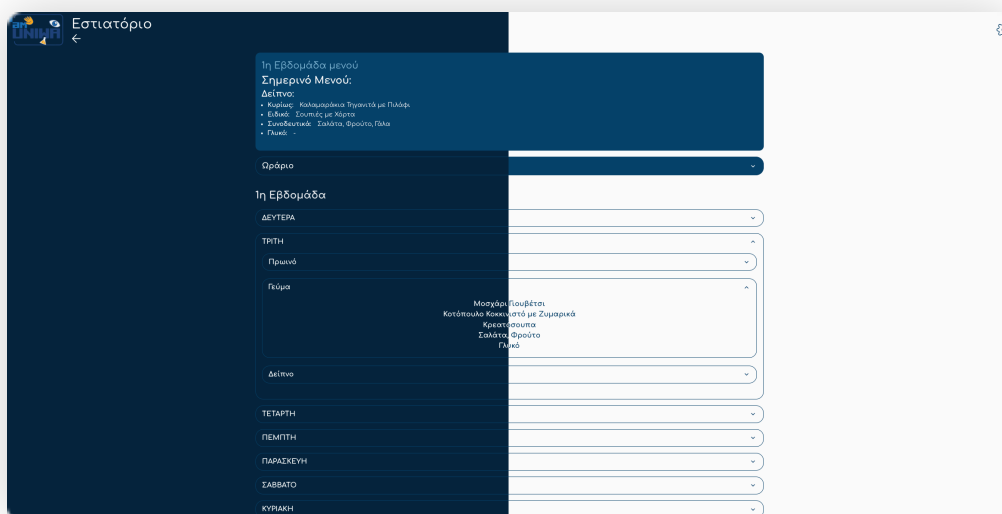 Εστιατόριο
1η Εβδομάδα μενού
Σημερινό Μενού:
Δείπνο:
• Κυρίως: Καλαμαράκια Τηγανιτά με Πιλάφι
• Ειδικό: Σουπιές με Χόρτα
• Συνοδευτικά: Σαλάτα, Φρούτο, Γάλα
• Γλυκό: -
Ωράριο
1η Εβδομάδα
ΔΕΥΤΕΡΑ
ΤΡΙΤΗ
Πρωινό
Γεύμα
Μοσχάρι Γιουβέτσι
Κοτόπουλο Κοκκινιστό με Ζυμαρικά
Κρεατόσουπα
Σαλάτα, Φρούτο
Γλυκό
Δείπνο
ΤΕΤΑΡΤΗ
ΠΕΜΠΤΗ
ΠΑΡΑΣΚΕΥΗ
ΣΑΒΒΑΤΟ
ΚΥΡΙΑΚΗ